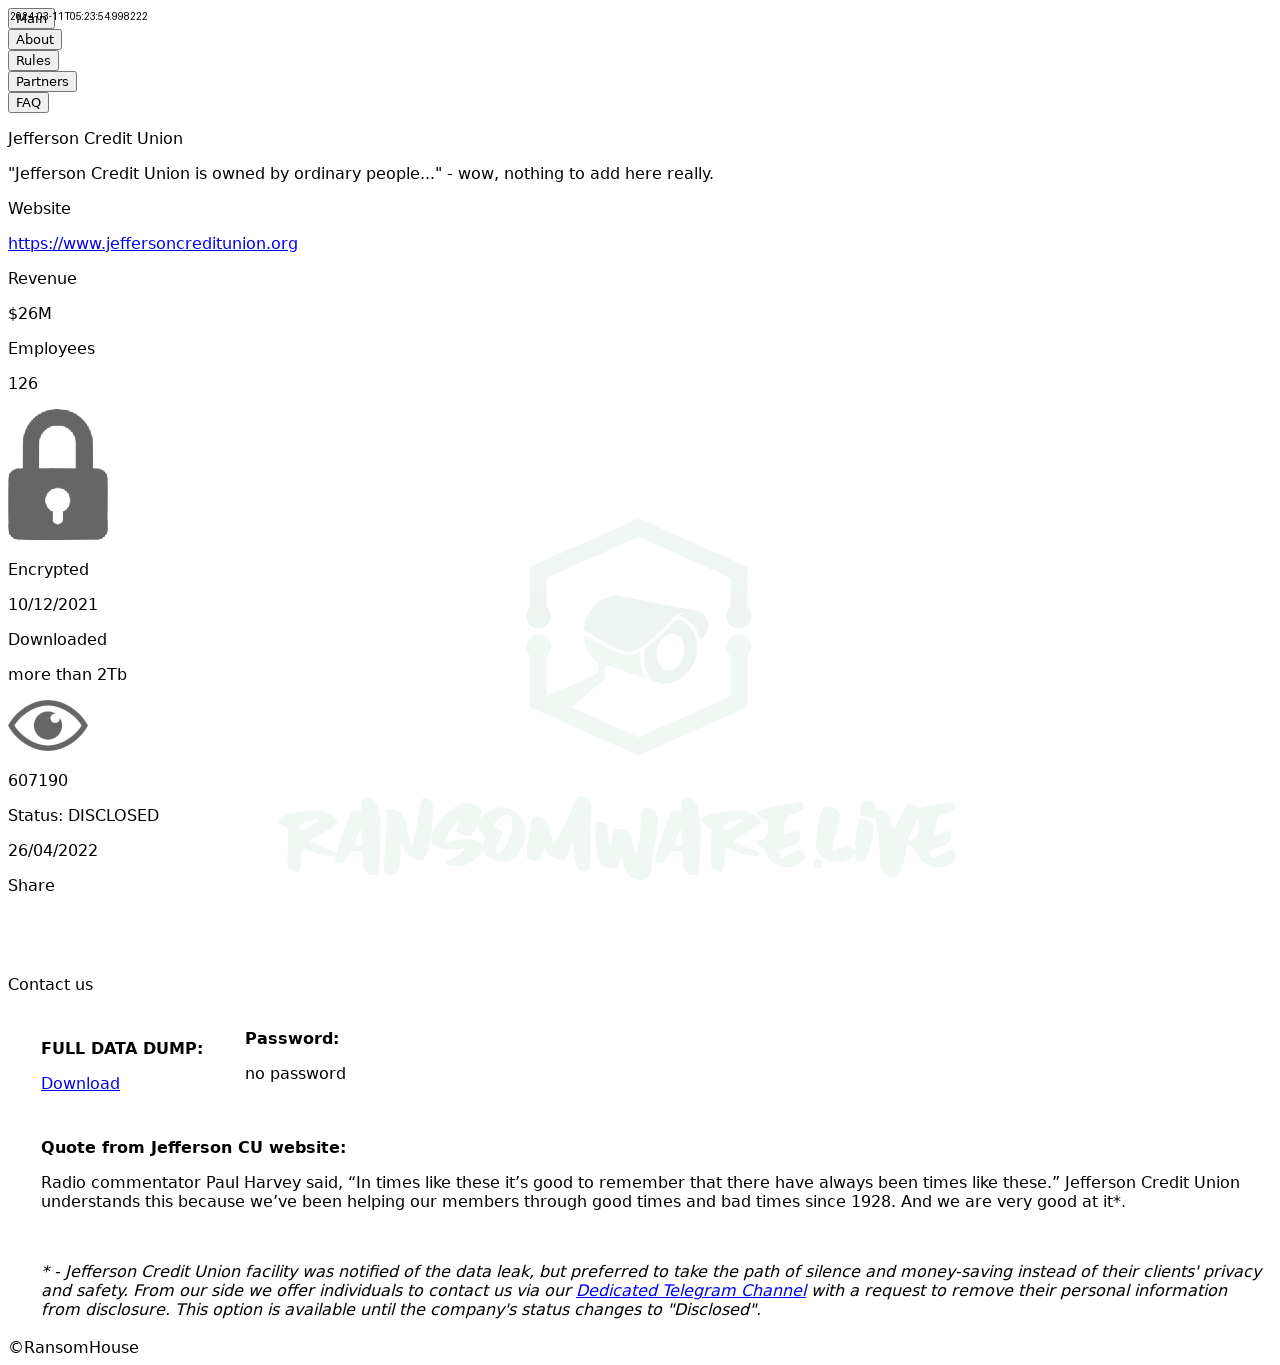 2024-03-11T05:23:54.998222
Main
About
Rules
Partners
FAQ
Jefferson Credit Union
"Jefferson Credit Union is owned by ordinary people..." - wow, nothing to add here really.
Website
https://www.jeffersoncreditunion.org
Revenue
$26M
Employees
126
Encrypted
10/12/2021
Downloaded
more than 2Tb
607190
Status: DISCLOSED
26/04/2022
Share
RANSOMWARE.LIVE
Contact us
FULL DATA DUMP:
Download
Password:
no password
Quote from Jefferson CU website:
Radio commentator Paul Harvey said, “In times like these it’s good to remember that there have always been times like these.” Jefferson Credit Union
understands this because we’ve been helping our members through good times and bad times since 1928. And we are very good at it*.
* - Jefferson Credit Union facility was notified of the data leak, but preferred to take the path of silence and money-saving instead of their clients' privacy
and safety. From our side we offer individuals to contact us via our Dedicated Telegram Channel with a request to remove their personal information
from disclosure. This option is available until the company's status changes to "Disclosed".
©RansomHouse